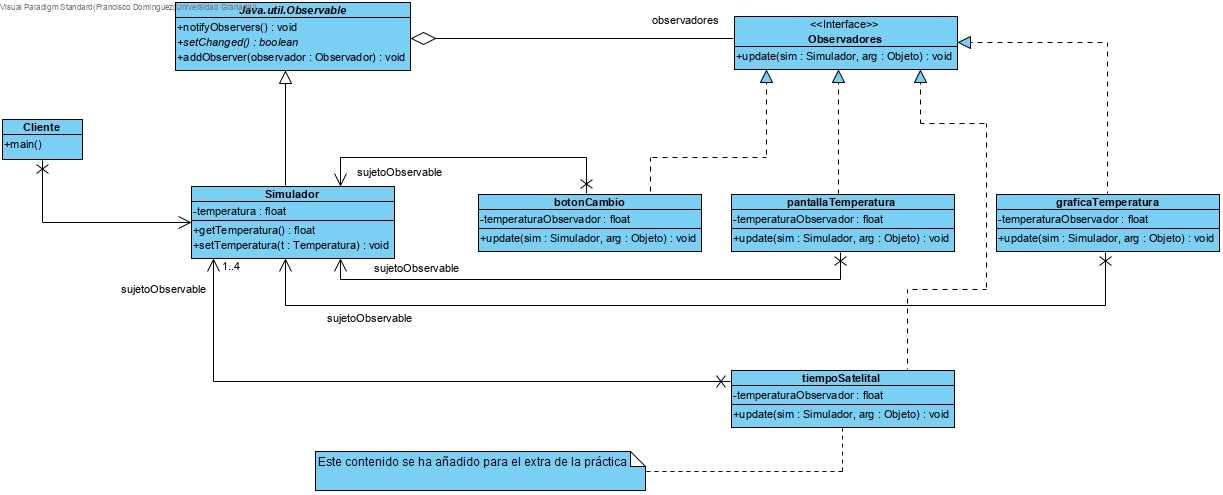 Visual Paradigm Standard(Francisco Domínguez(Universidad Granada))
Java.util.Observable
+notifyObservers() : void
+setChanged() : boolean
+addObserver(observador : Observador) : void
observadores
<<Interface>>
Observadores
+update(sim : Simulador, arg : Objeto) : void
Cliente
+main()
sujetoObservable
Simulador
-temperatura : float
+getTemperatura() : float
+setTemperatura(t : Temperatura) : void
botonCambio
-temperaturaObservador : float
+update(sim : Simulador, arg : Objeto) : void
pantallaTemperatura
-temperaturaObservador : float
+update(sim : Simulador, arg : Objeto) : void
graficaTemperatura
-temperaturaObservador : float
+update(sim : Simulador, arg : Objeto) : void
1..4
sujetoObservable
sujetoObservable
sujetoObservable
tiempoSatelital
-temperaturaObservador : float
+update(sim : Simulador, arg : Objeto) : void
Este contenido se ha añadido para el extra de la práctica